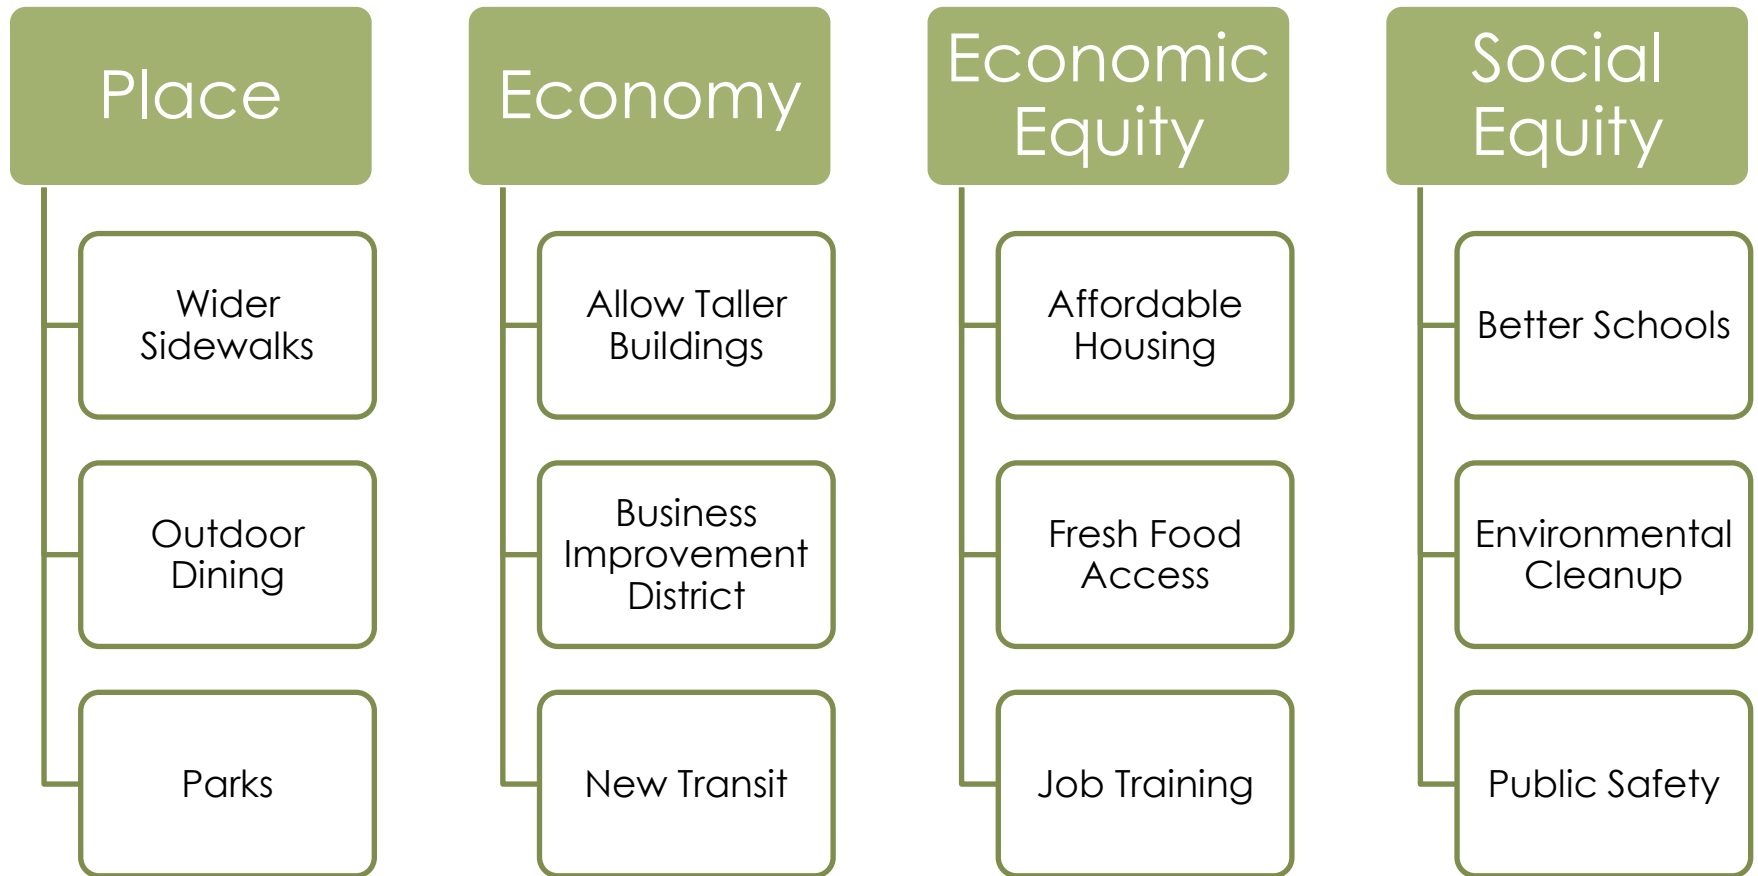 Place
Wider
Sidewalks
Outdoor
Dining
Parks
Economy
Allow Taller
Buildings
Business
Improvement
District
New Transit
Economic
Equity
Affordable
Housing
Fresh Food
Access
Job Training
Social
Equity
Better Schools
Environmental
Cleanup
Public Safety